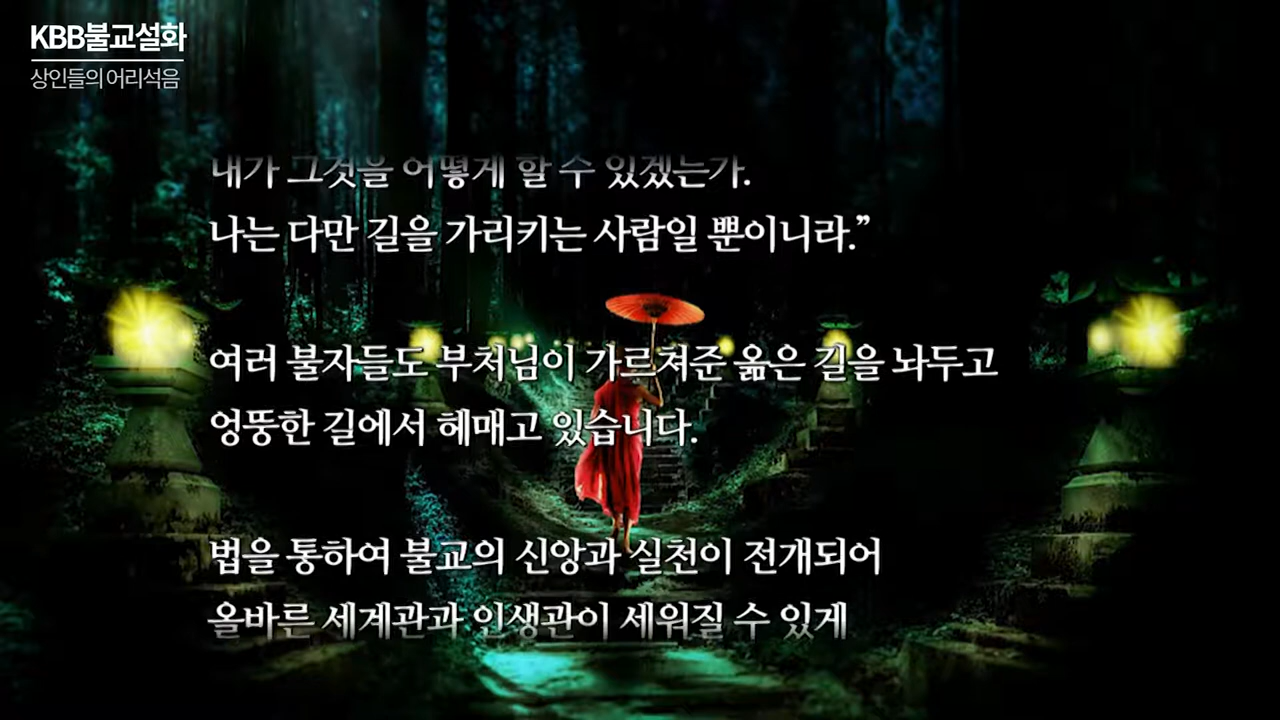 KBB불교설화
상인들의 어리석음
내가 그것을 어떻게 할 수 있겠는가.
나는 다만 길을 가리키는 사람일 뿐이니라.”
여러 불자들도 부처님이 가르쳐준 옳은 길을 놔두고
엉뚱한 길에서 헤매고 있습니다.
법을 통하여 불교의 신앙과 실천이 전개되어
올바른 세계관과 인생관이 세워질 수 있게